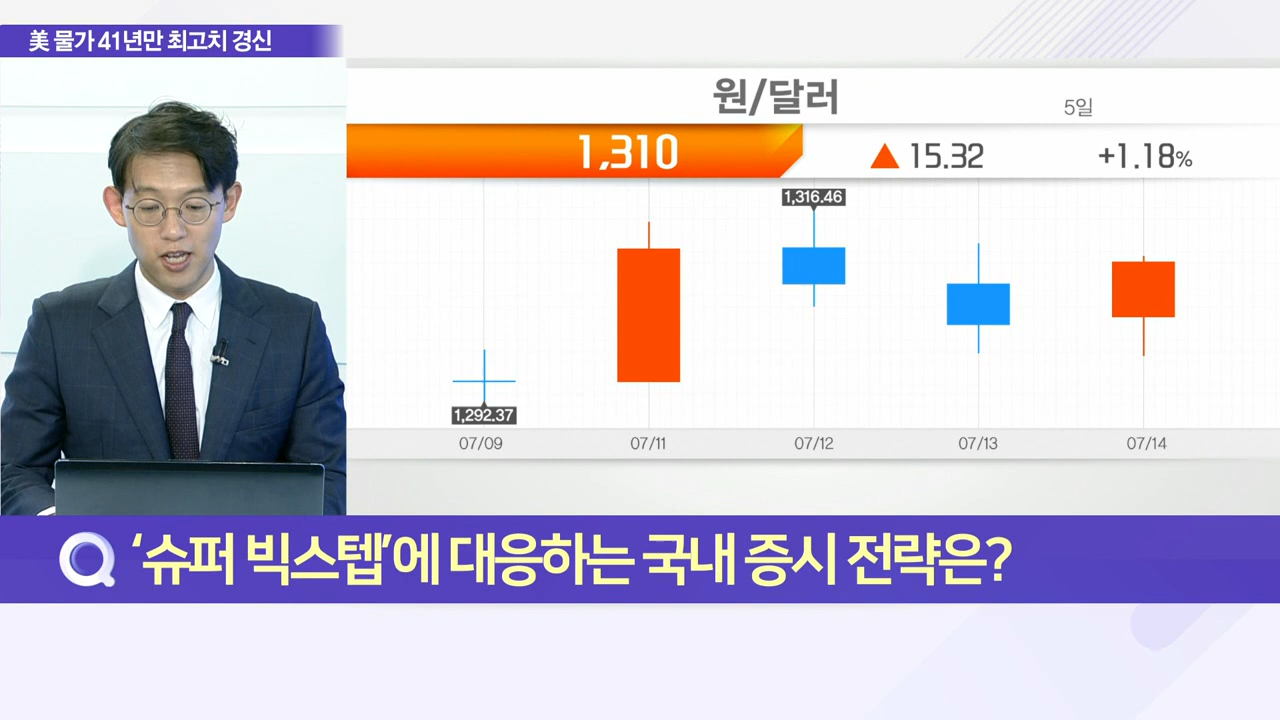 美 물가 41년만 최고치 경신
원/달러
5일
1,310 ▲ 15.32 +1.18%
1,316.46
1,292.37
07/09 07/11 07/12 07/13 07/14
‘슈퍼 빅스텝’에 대응하는 국내 증시 전략은?